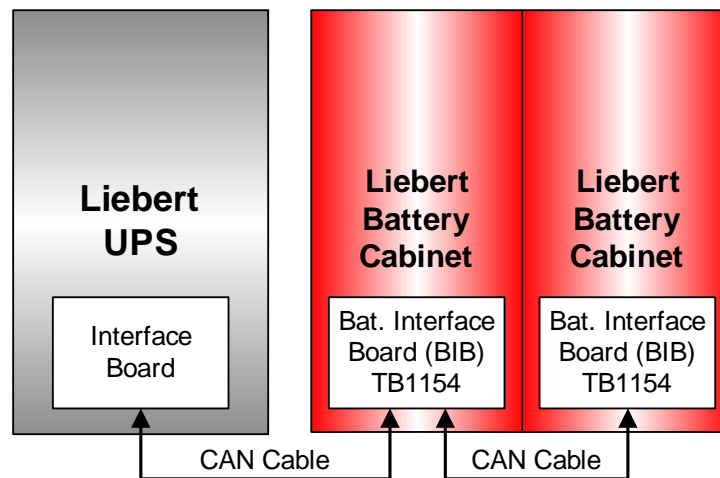 Liebert
UPS
Interface
Board
Liebert
Battery
Cabinet
Bat. Interface
Board (BIB)
TB1154
Liebert
Battery
Cabinet
Bat. Interface
Board (BIB)
TB1154
CAN Cable
CAN Cable